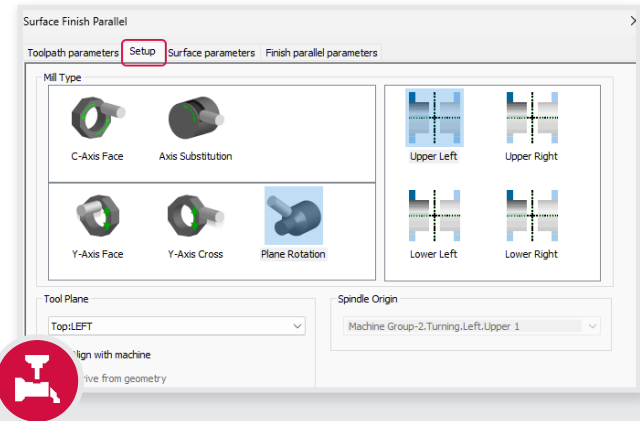 Surface Finish Parallel
Toolpath parameters Setup Surface parameters Finish parallel parameters
Mill Type
C-Axis Face Axis Substitution
Upper Left Upper Right
Y-Axis Face Y-Axis Cross Plane Rotation
Lower Left Lower Right
Tool Plane
Spindle Origin
Top:LEFT
Machine Group-2.Turning.Left.Upper 1
with machine
from geometry